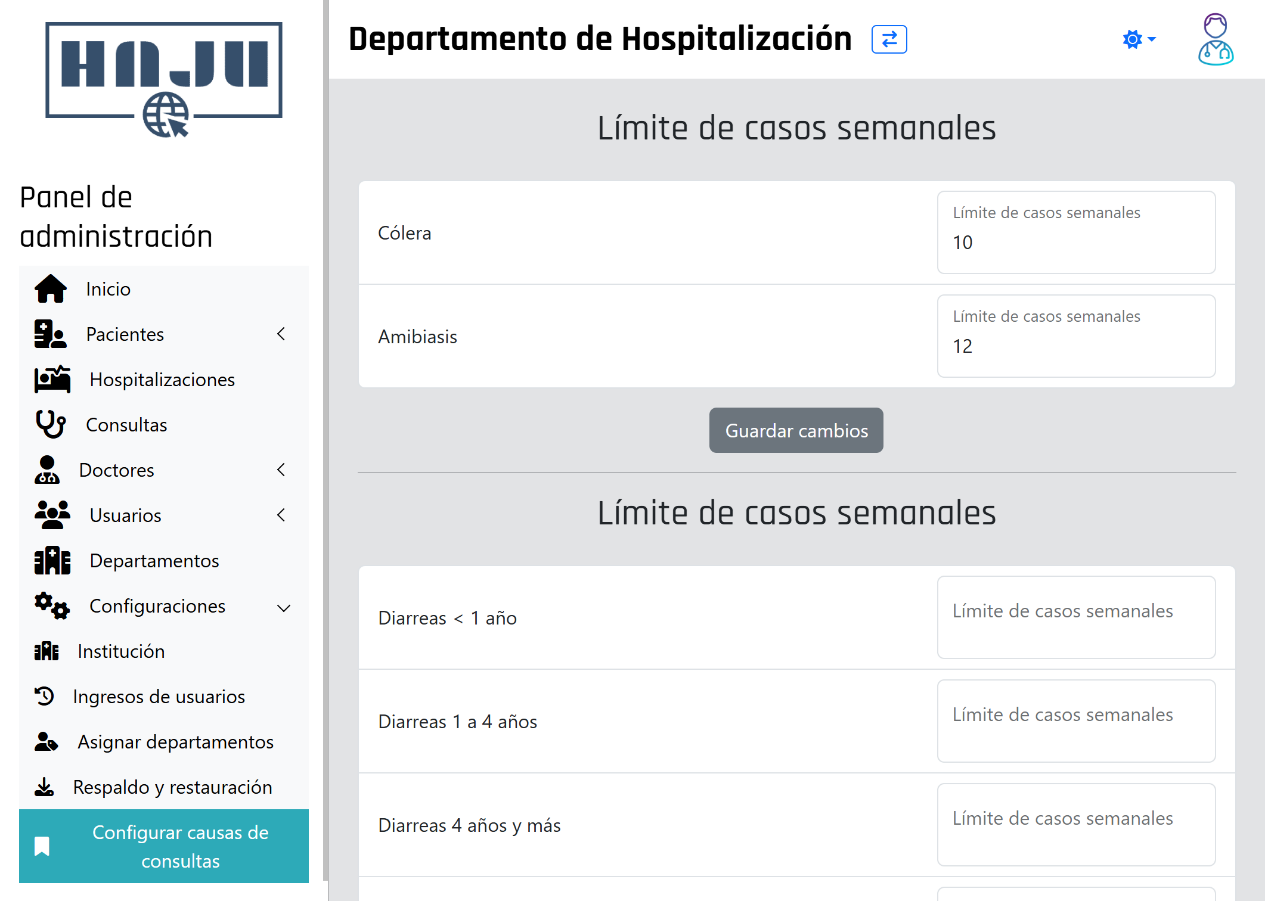 HNJU
Panel de
administración
Inicio
Pacientes
Hospitalizaciones
Consultas
Doctores
Usuarios
Departamentos
Configuraciones
Institución
Ingresos de usuarios
Asignar departamentos
Respaldo y restauración
Configurar causas de
consultas
Departamento de Hospitalización
Límite de casos semanales
Cólera
Límite de casos semanales
10
Amibiasis
Límite de casos semanales
12
Guardar cambios
Límite de casos semanales
Diarreas < 1 año
Límite de casos semanales
Diarreas 1 a 4 años
Límite de casos semanales
Diarreas 4 años y más
Límite de casos semanales